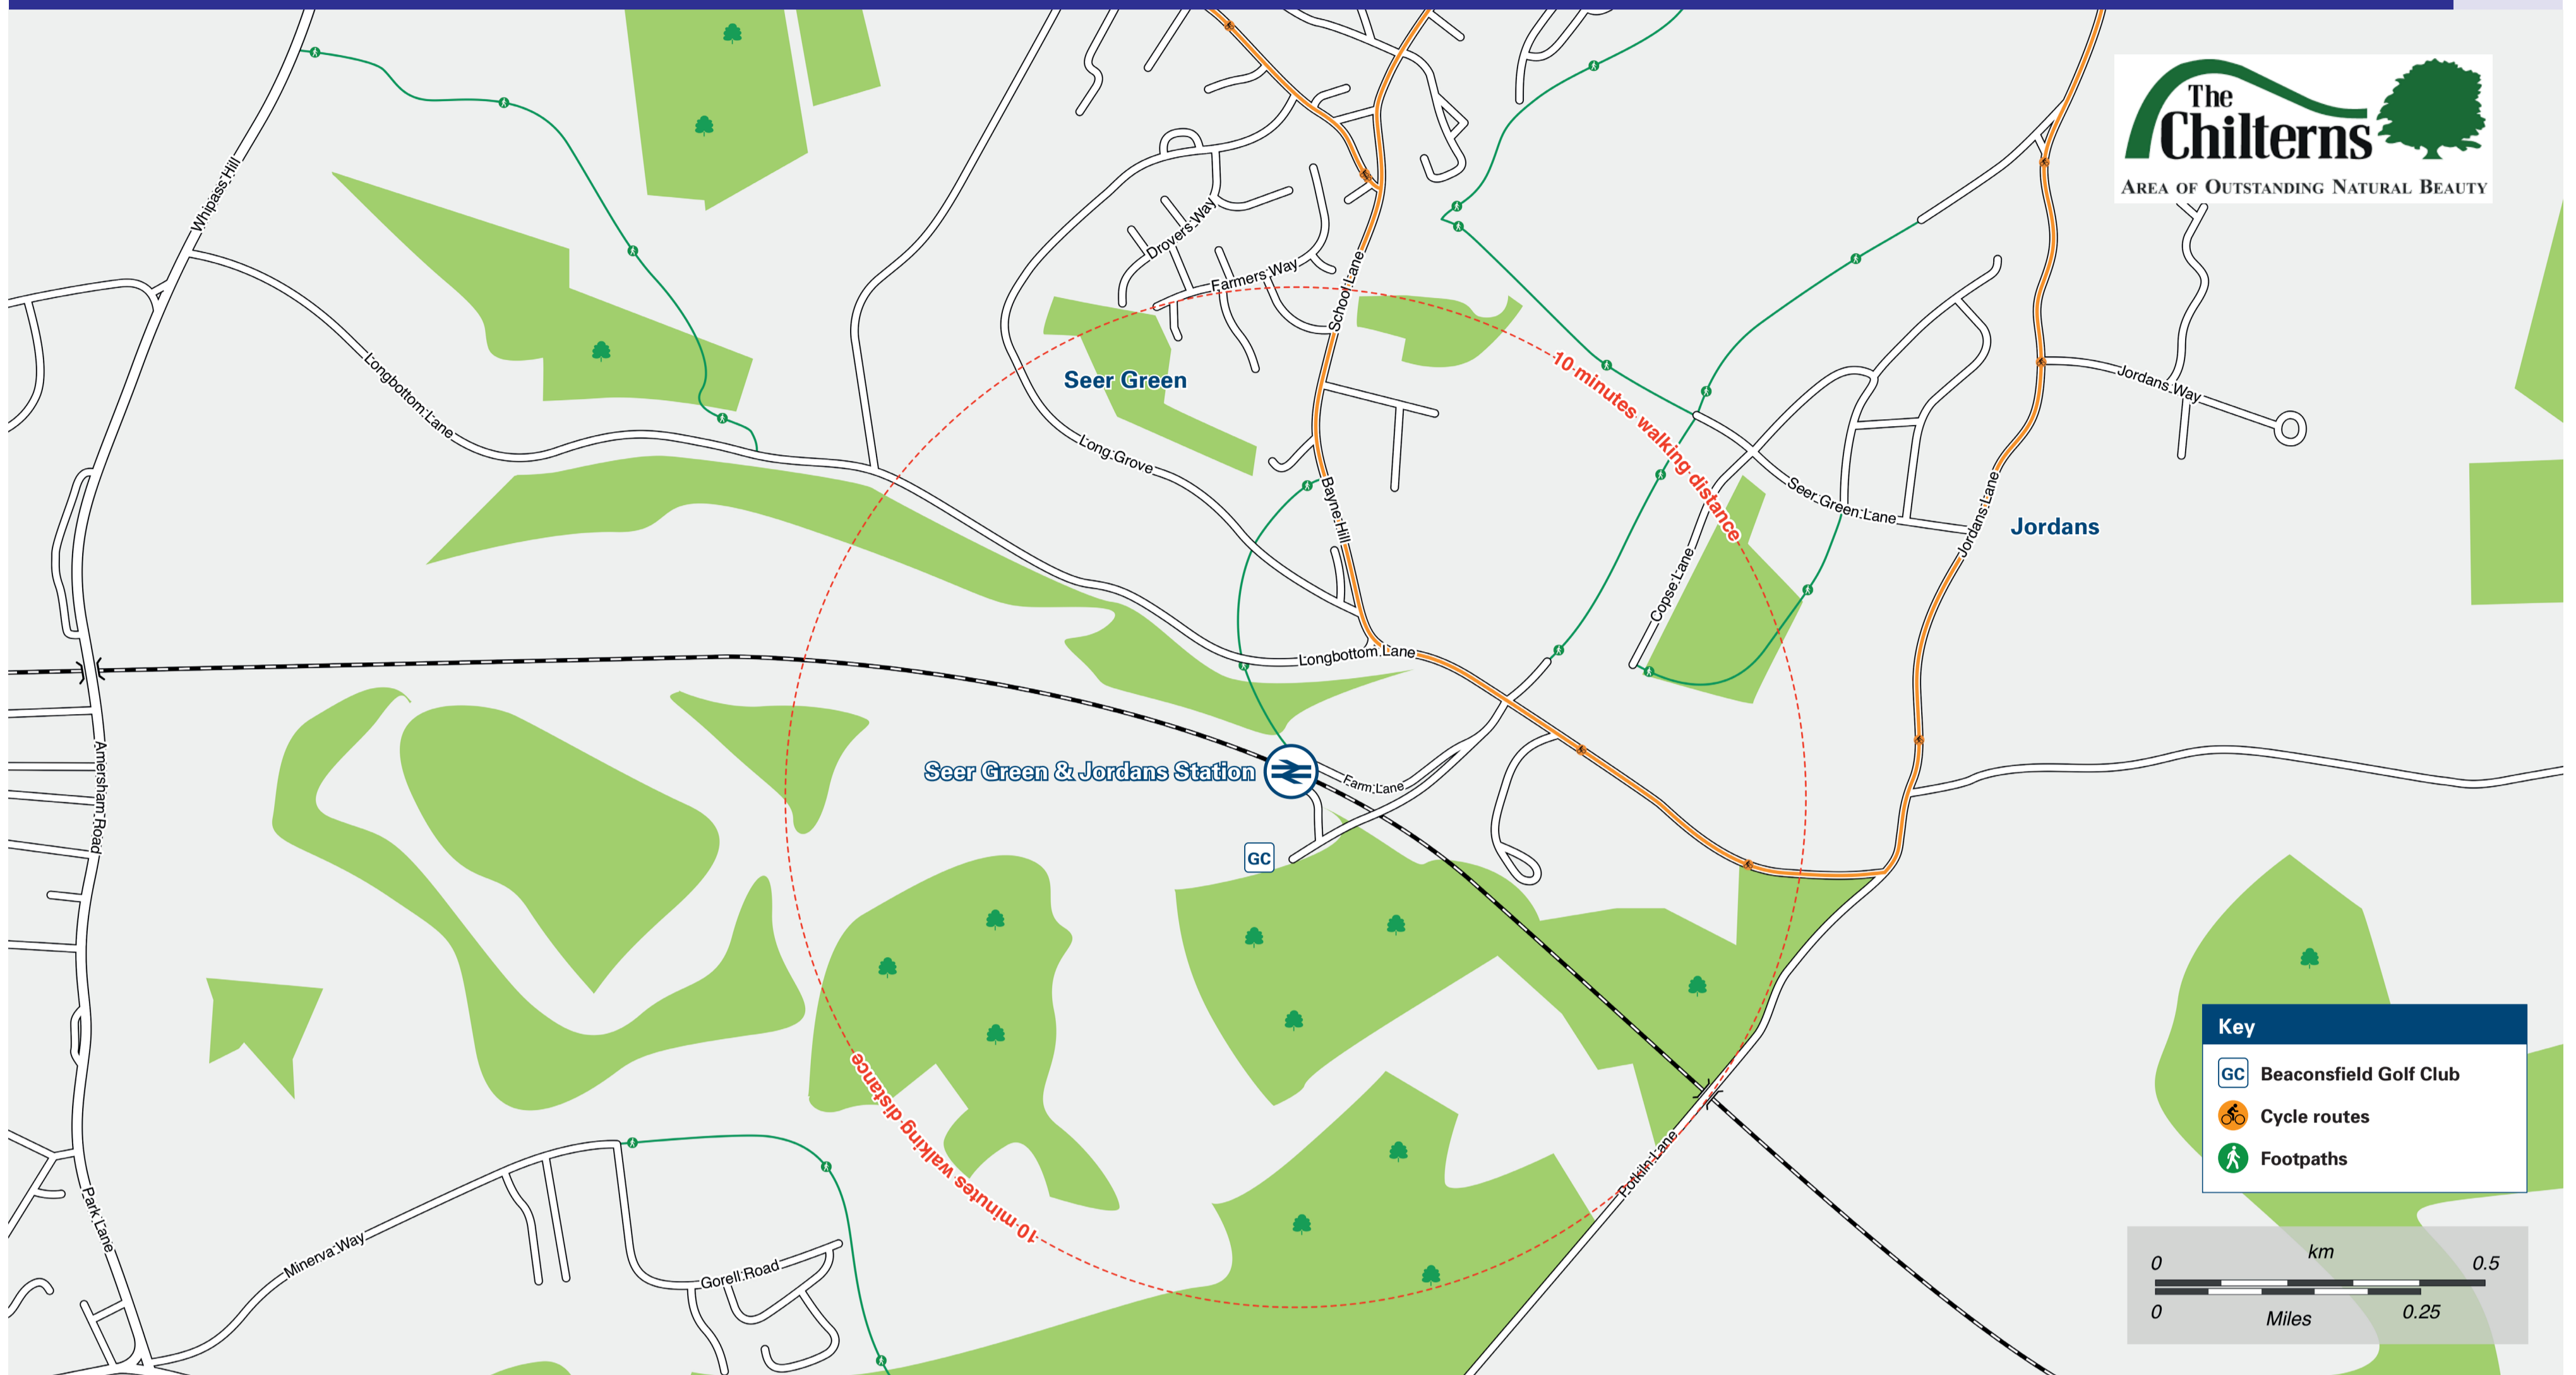 The
Chilterns
AREA OF OUTSTANDING NATURAL BEAUTY
Whipass Hill
Drovers Way
Farmers Way
School Lane
Longbottom Lane
Seer Green
10 minutes walking distance
Jordans Way
Long Grove
Bayne Hill
Seer Green Lane
Jordans Lane
Jordans
Copse Lane
Longbottom Lane
Amersham Road
Seer Green & Jordans Station
Farm Lane
GC
10 minutes walking distance
Potkiln Lane
Park Lane
Minerva Way
Gorell Road
Key
GC Beaconsfield Golf Club
Cycle routes
Footpaths
km
0 0.5
0 0.25
Miles